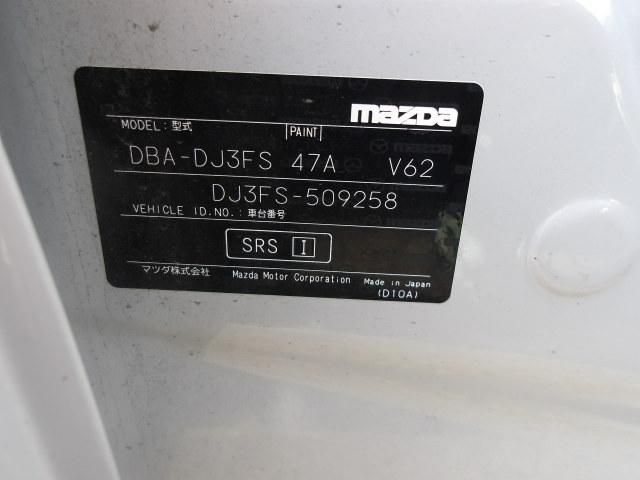 mazda
MODEL: 型式 PAINT
DBA-DJ3FS 47A V62
DJ3FS-509258
VEHICLE ID.NO.: 車台番号
SRS I
マツダ株式会社 Mazda Motor Corporation Made in Japan
(D10A)